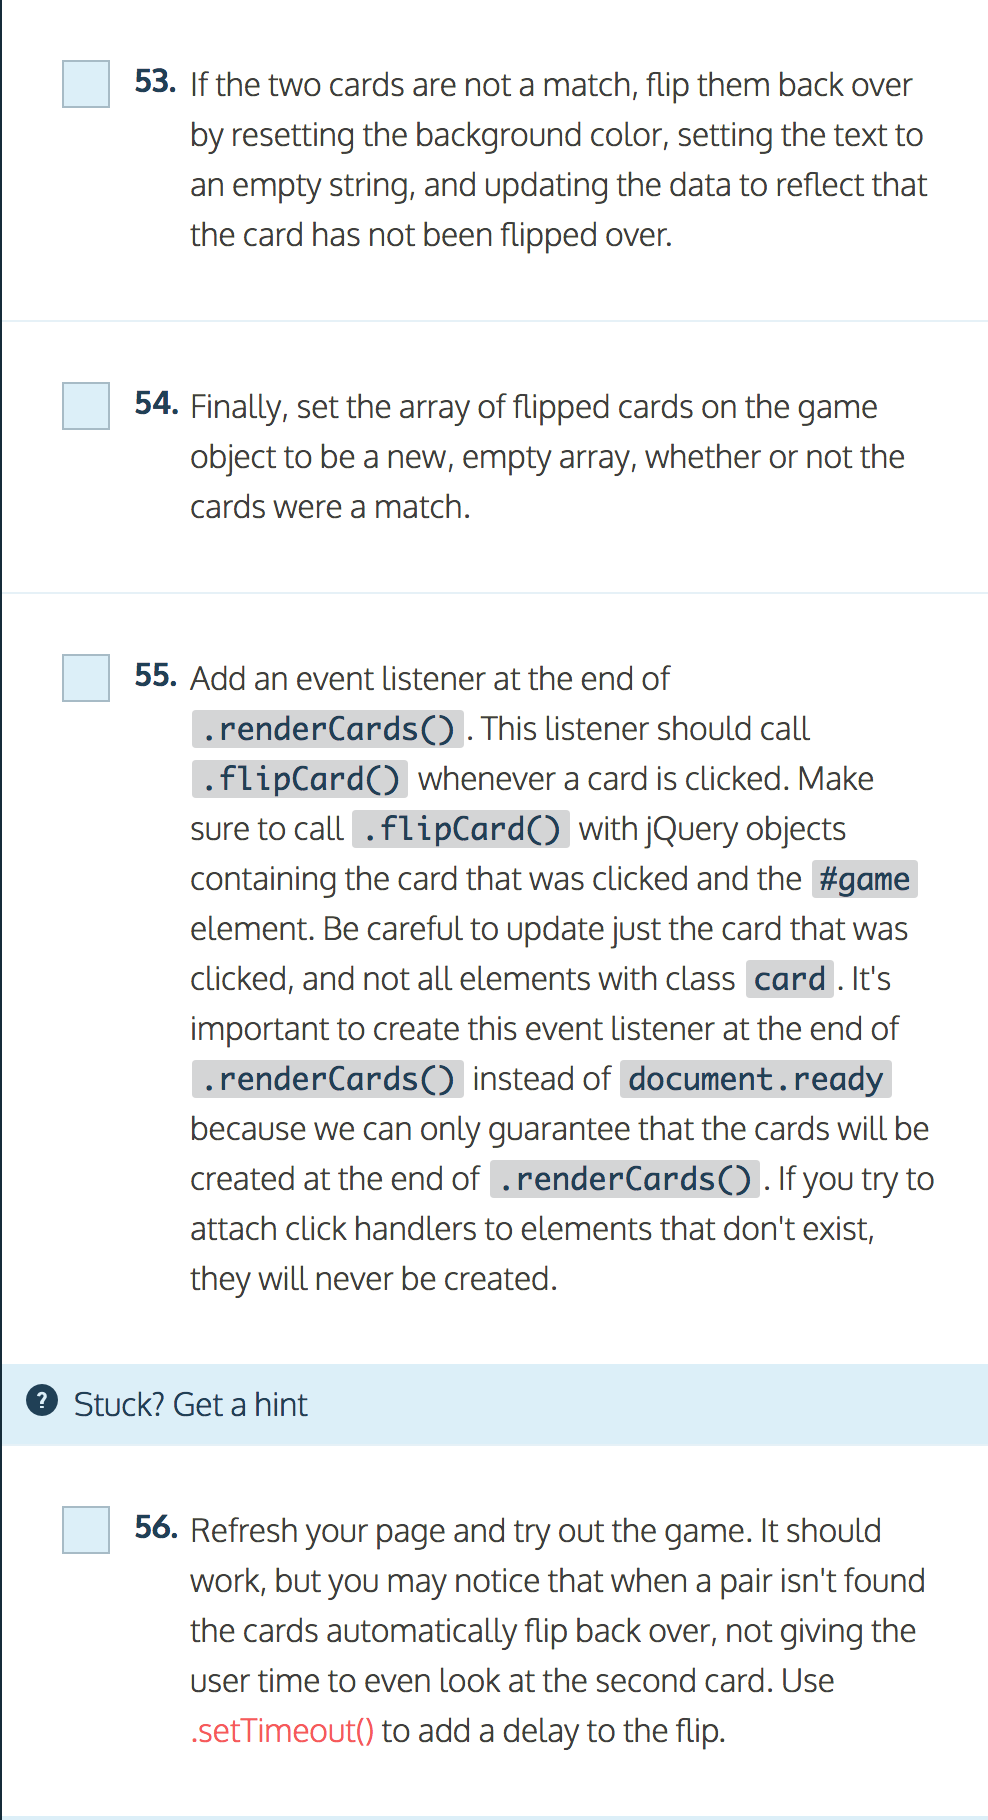 53. If the two cards are not a match, flip them back over
by resetting the background color, setting the text to
an empty string, and updating the data to reflect that
the card has not been flipped over.
54. Finally, set the array of flipped cards on the game
object to be a new, empty array, whether or not the
cards were a match.
55. Add an event listener at the end of
.renderCards(). This listener should call
.flipCard() whenever a card is clicked. Make
sure to call .flipCard() with jQuery objects
containing the card that was clicked and the #game
element. Be careful to update just the card that was
clicked, and not all elements with class card. It's
important to create this event listener at the end of
.renderCards() instead of document.ready
because we can only guarantee that the cards will be
created at the end of .renderCards(). If you try to
attach click handlers to elements that don't exist,
they will never be created.
? Stuck? Get a hint
56. Refresh your page and try out the game. It should
work, but you may notice that when a pair isn't found
the cards automatically flip back over, not giving the
user time to even look at the second card. Use
.setTimeout() to add a delay to the flip.